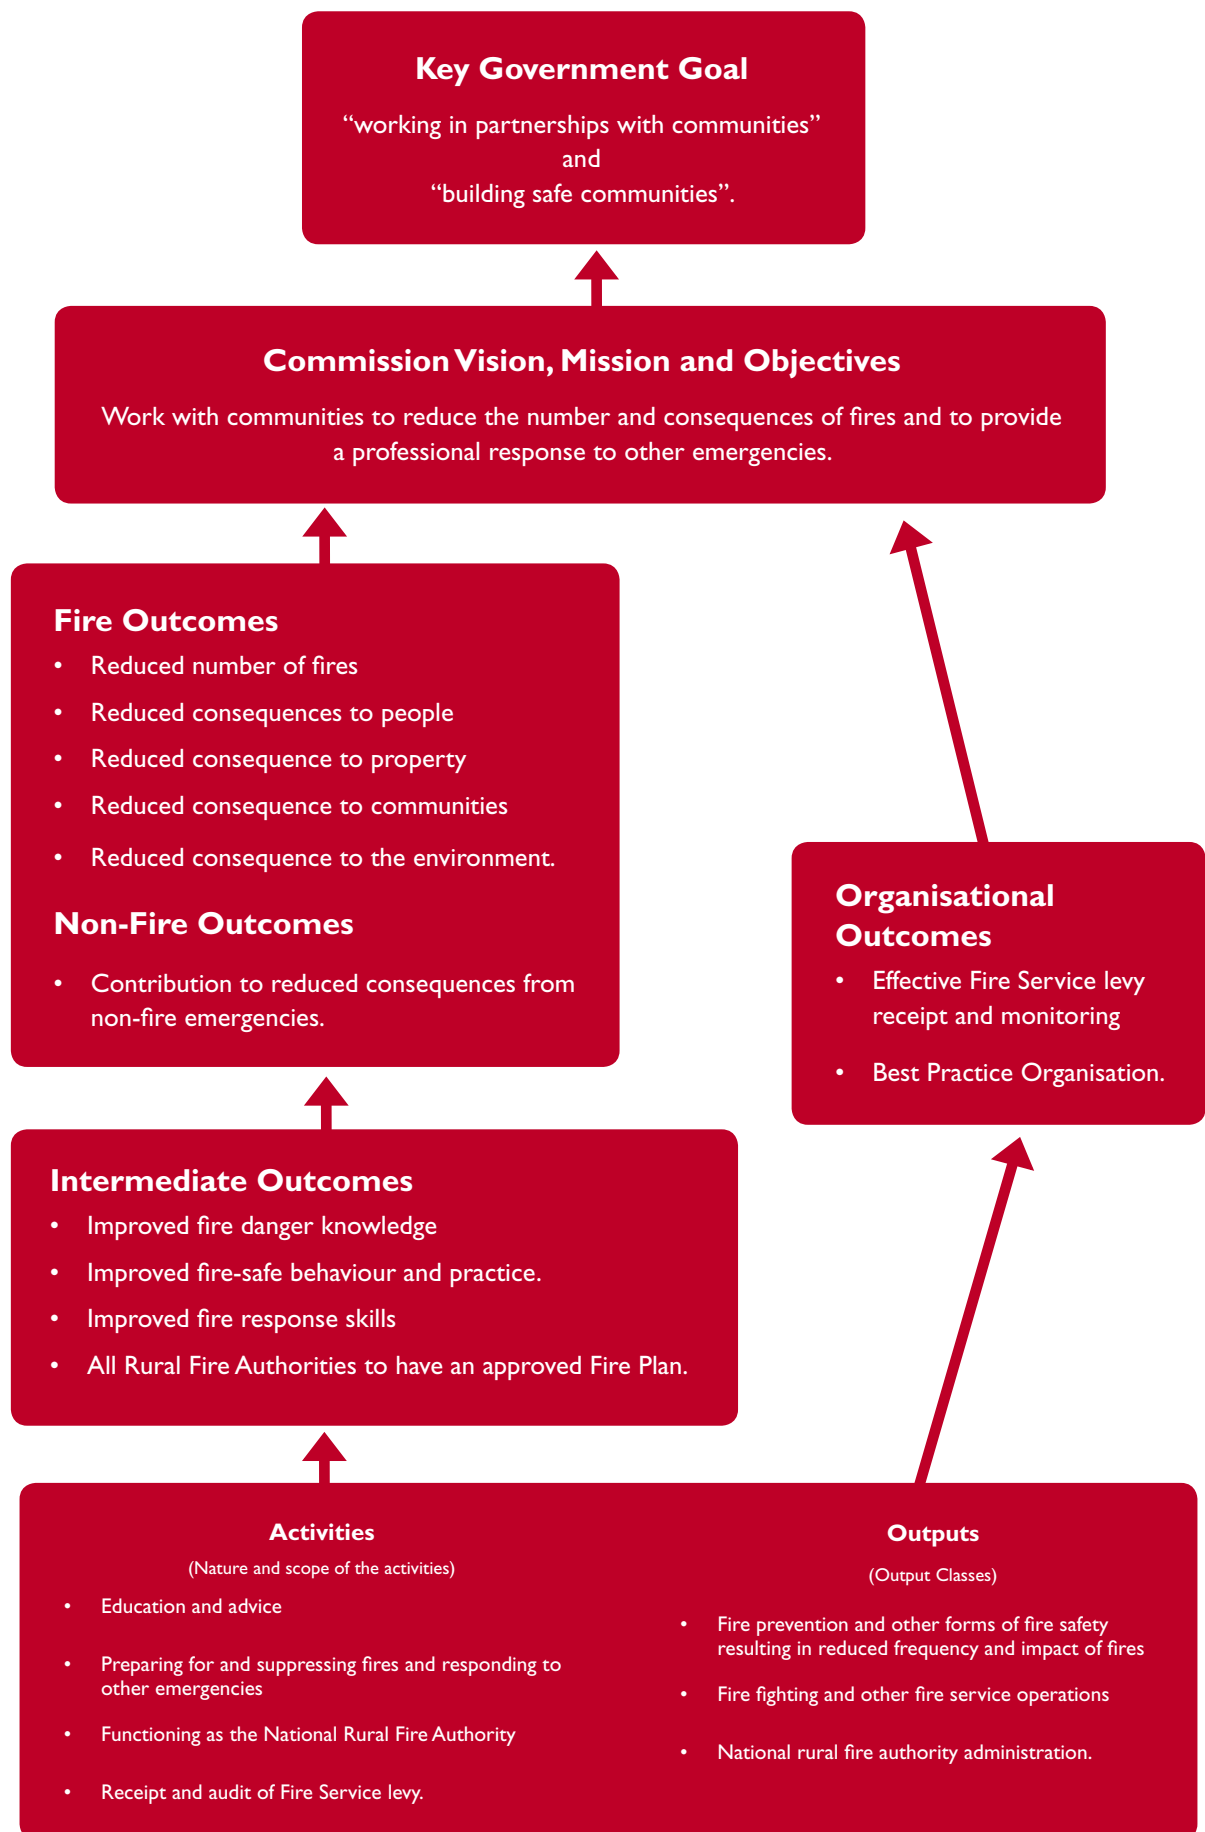 Key Government Goal
“working in partnerships with communities”
and
“building safe communities”.
Commission Vision, Mission and Objectives
Work with communities to reduce the number and consequences of fires and to provide
a professional response to other emergencies.
Fire Outcomes
• Reduced number of fires
• Reduced consequences to people
• Reduced consequence to property
• Reduced consequence to communities
• Reduced consequence to the environment.
Non-Fire Outcomes
• Contribution to reduced consequences from
non-fire emergencies.
Organisational
Outcomes
• Effective Fire Service levy
receipt and monitoring
• Best Practice Organisation.
Intermediate Outcomes
• Improved fire danger knowledge
• Improved fire-safe behaviour and practice.
• Improved fire response skills
• All Rural Fire Authorities to have an approved Fire Plan.
Activities
(Nature and scope of the activities)
• Education and advice
• Preparing for and suppressing fires and responding to
other emergencies
• Functioning as the National Rural Fire Authority
• Receipt and audit of Fire Service levy.
Outputs
(Output Classes)
• Fire prevention and other forms of fire safety
resulting in reduced frequency and impact of fires
• Fire fighting and other fire service operations
• National rural fire authority administration.